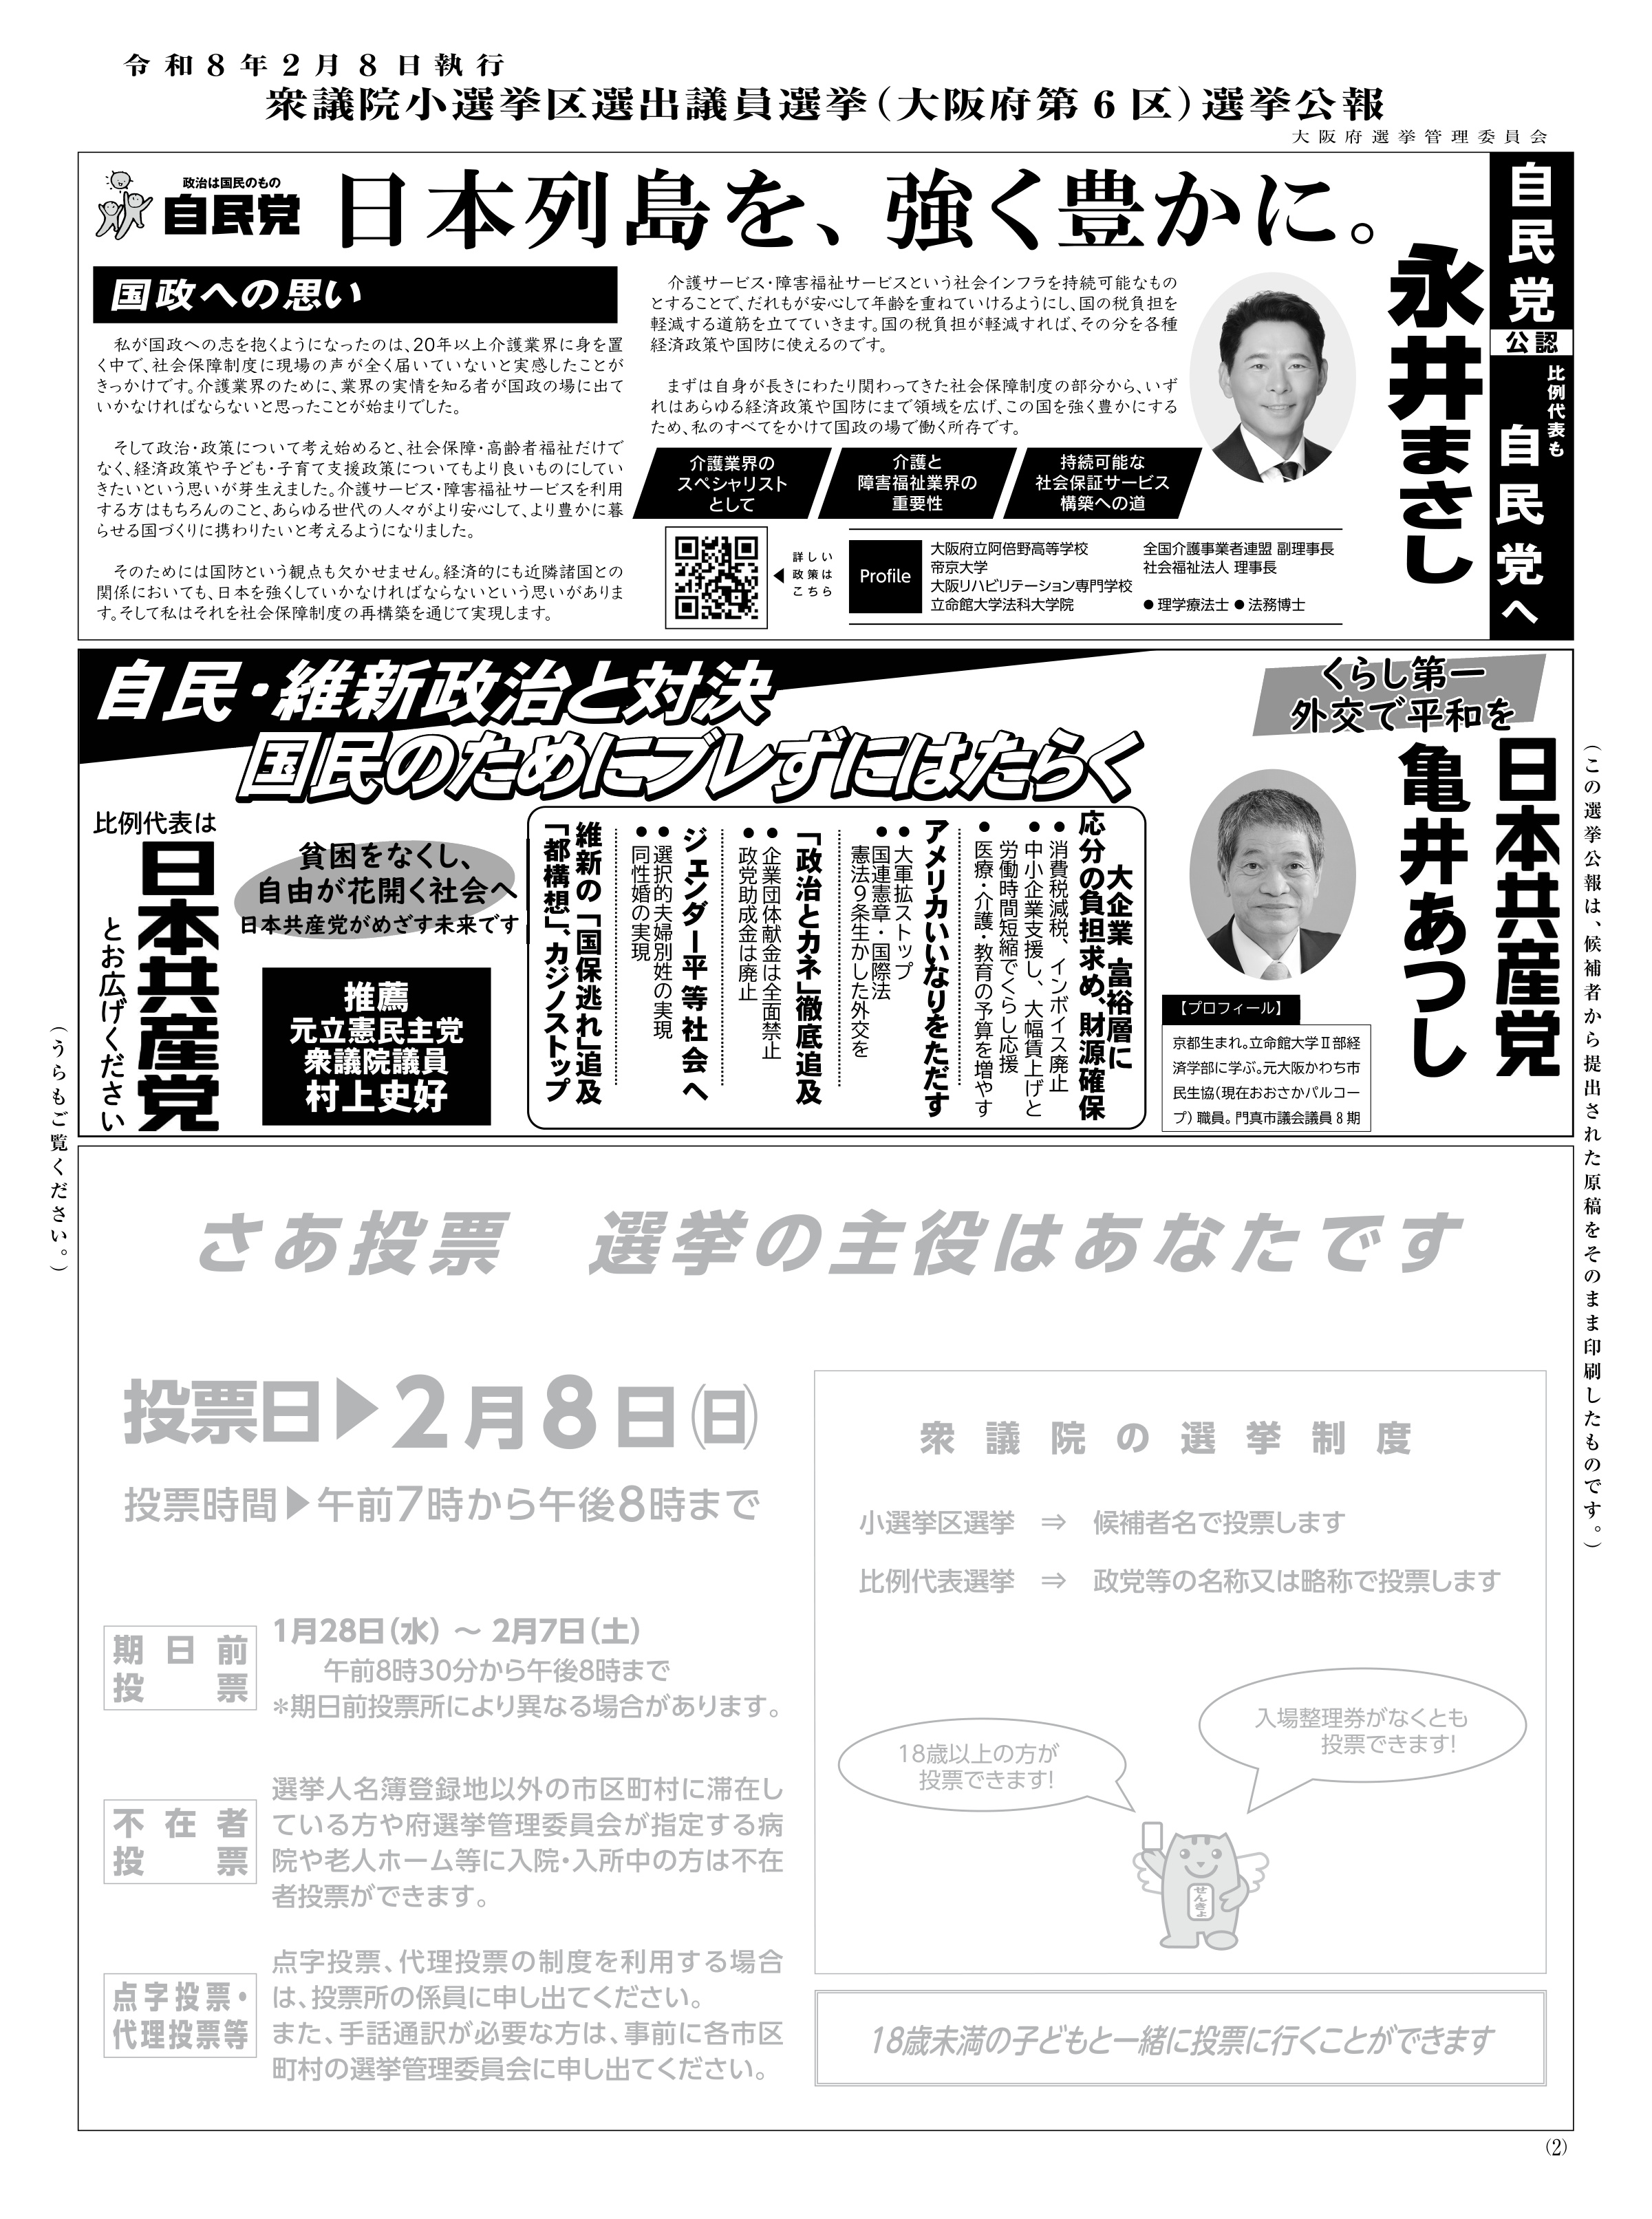 令和8年2月8日執行
衆議院小選挙区選出議員選挙（大阪府第6区）選挙公報
大阪府選挙管理委員会
政治は国民のもの
自民党
日本列島を、強く豊かに。
自民党
公認
比例代表も
自民党へ
永井まさし
国政への思い
私が国政への志を抱くようになったのは、20年以上介護業界に身を置
く中で、社会保障制度に現場の声が全く届いていないと実感したことが
きっかけです。介護業界のために、業界の実情を知る者が国政の場に出て
いかなければならないと思ったことが始まりでした。
そして政治・政策について考え始めると、社会保障・高齢者福祉だけで
なく、経済政策や子ども・子育て支援政策についてもより良いものにしてい
きたいという思いが芽生えました。介護サービス・障害福祉サービスを利用
する方はもちろんのこと、あらゆる世代の人々がより安心して、より豊かに暮
らせる国づくりに携わりたいと考えるようになりました。
そのためには国防という観点も欠かせません。経済的にも近隣諸国との
関係においても、日本を強くしていかなければならないという思いがありま
す。そして私はそれを社会保障制度の再構築を通じて実現します。
介護サービス・障害福祉サービスという社会インフラを持続可能なもの
とすることで、だれもが安心して年齢を重ねていけるようにし、国の税負担を
軽減する道筋を立てていきます。国の税負担が軽減すれば、その分を各種
経済政策や国防に使えるのです。
まずは自身が長きにわたり関わってきた社会保障制度の部分から、いず
れはあらゆる経済政策や国防にまで領域を広げ、この国を強く豊かにする
ため、私のすべてをかけて国政の場で働く所存です。
介護業界の
スペシャリスト
として
介護と
障害福祉業界の
重要性
持続可能な
社会保証サービス
構築への道
詳しい
政策は
こちら
Profile
大阪府立阿倍野高等学校
帝京大学
大阪リハビリテーション専門学校
立命館大学法科大学院
全国介護事業者連盟 副理事長
社会福祉法人 理事長
●理学療法士 ●法務博士
自民・維新政治と対決
国民のためにブレずにはたらく
くらし第一
外交で平和を
日本共産党
亀井あつし
【プロフィール】
京都生まれ。立命館大学Ⅱ部経
済学部に学ぶ。元大阪かわち市
民生協（現在おおさかパルコー
プ）職員。門真市議会議員8期
大企業・富裕層に
応分の負担求め、財源確保
●消費税減税、インボイス廃止
●中小企業支援し、大幅賃上げと
労働時間短縮でくらし応援
●医療・介護・教育の予算を増やす
アメリカいいなりをただす
●大軍拡ストップ
●国連憲章・国際法
憲法9条生かした外交を
「政治とカネ」徹底追及
●企業団体献金は全面禁止
●政党助成金は廃止
ジェンダー平等社会へ
●選択的夫婦別姓の実現
●同性婚の実現
維新の「国保逃れ」追及
「都構想」、カジノストップ
貧困をなくし、
自由が花開く社会へ
日本共産党がめざす未来です
推薦
元立憲民主党
衆議院議員
村上史好
比例代表は
日本共産党
とお広げください
（この選挙公報は、候補者から提出された原稿をそのまま印刷したものです。）
（うらもご覧ください。）
さあ投票　選挙の主役はあなたです
投票日▶2月8日(日)
投票時間▶午前7時から午後8時まで
期日前
投票
1月28日（水）～2月7日（土）
午前8時30分から午後8時まで
＊期日前投票所により異なる場合があります。
不在者
投票
選挙人名簿登録地以外の市区町村に滞在し
ている方や府選挙管理委員会が指定する病
院や老人ホーム等に入院・入所中の方は不在
者投票ができます。
点字投票・
代理投票等
点字投票、代理投票の制度を利用する場合
は、投票所の係員に申し出てください。
また、手話通訳が必要な方は、事前に各市区
町村の選挙管理委員会に申し出てください。
衆議院の選挙制度
小選挙区選挙　⇒　候補者名で投票します
比例代表選挙　⇒　政党等の名称又は略称で投票します
18歳以上の方が
投票できます!
入場整理券がなくとも
投票できます!
せんきょ
18歳未満の子どもと一緒に投票に行くことができます
(2)